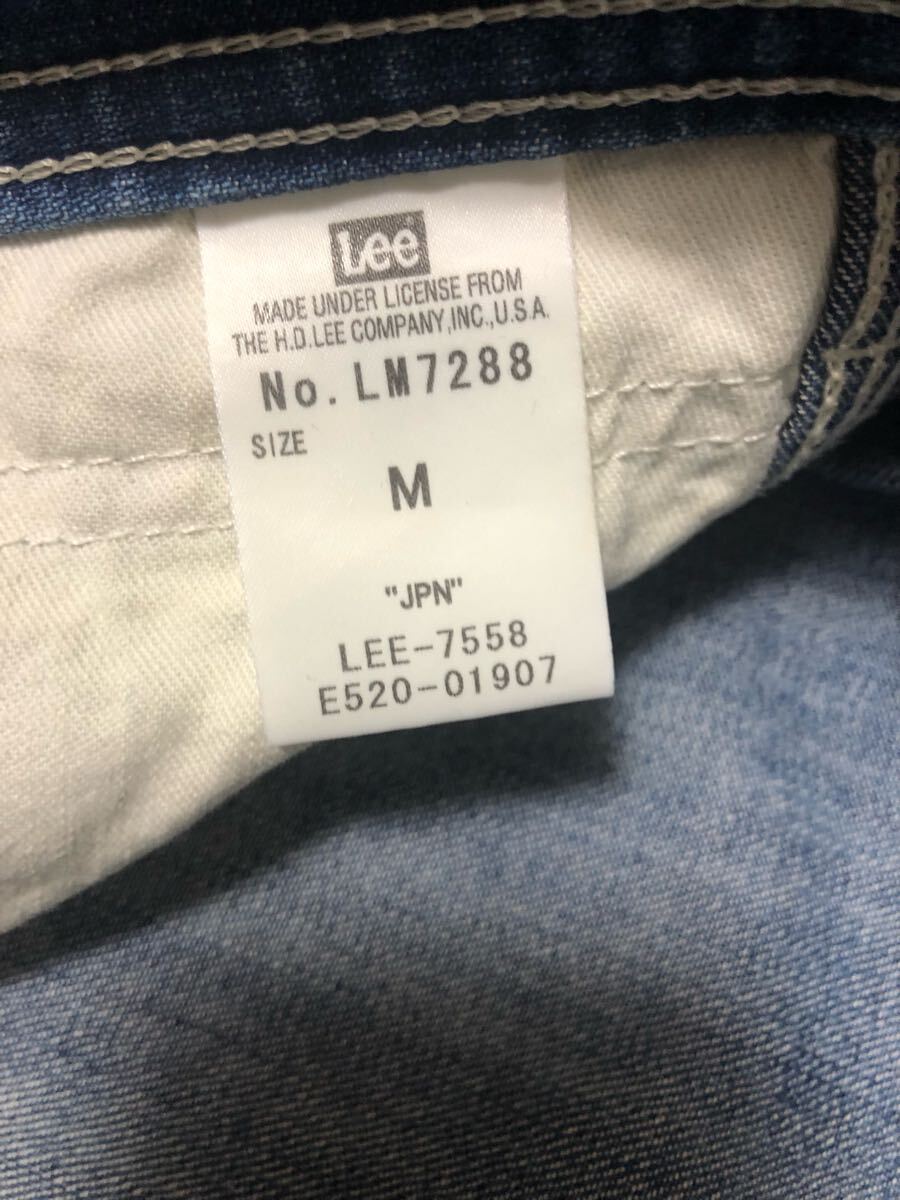 Lee
MADE UNDER LICENSE FROM
THE H.D.LEE COMPANY,INC.,U.S.A.
No. LM7288
SIZE
M
"JPN"
LEE-7558
E520-01907